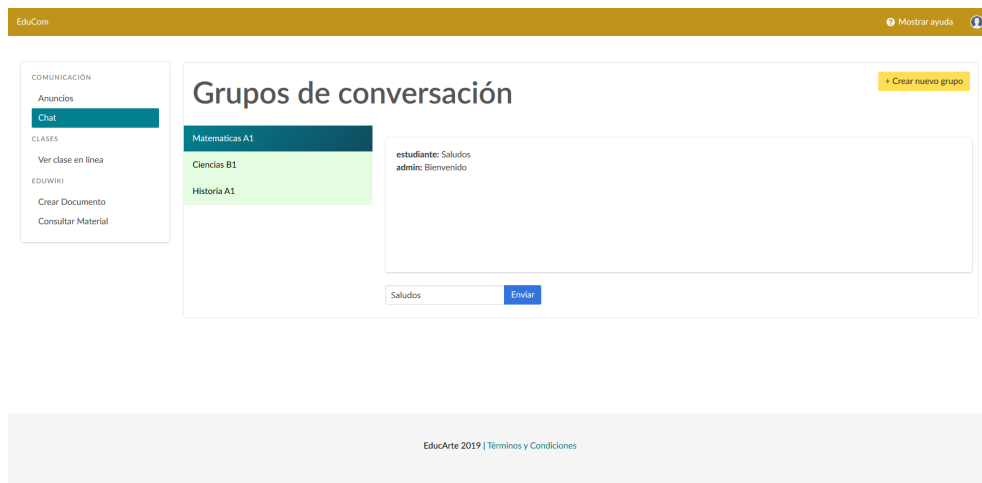 EduCom
Mostrar ayuda
COMUNICACIÓN
Anuncios
Chat
CLASES
Ver clase en línea
EDUWIKI
Crear Documento
Consultar Material
Grupos de conversación
+ Crear nuevo grupo
Matematicas A1
Ciencias B1
Historia A1
estudiante: Saludos
admin: Bienvenido
Saludos
Enviar
EducArte 2019 | Términos y Condiciones